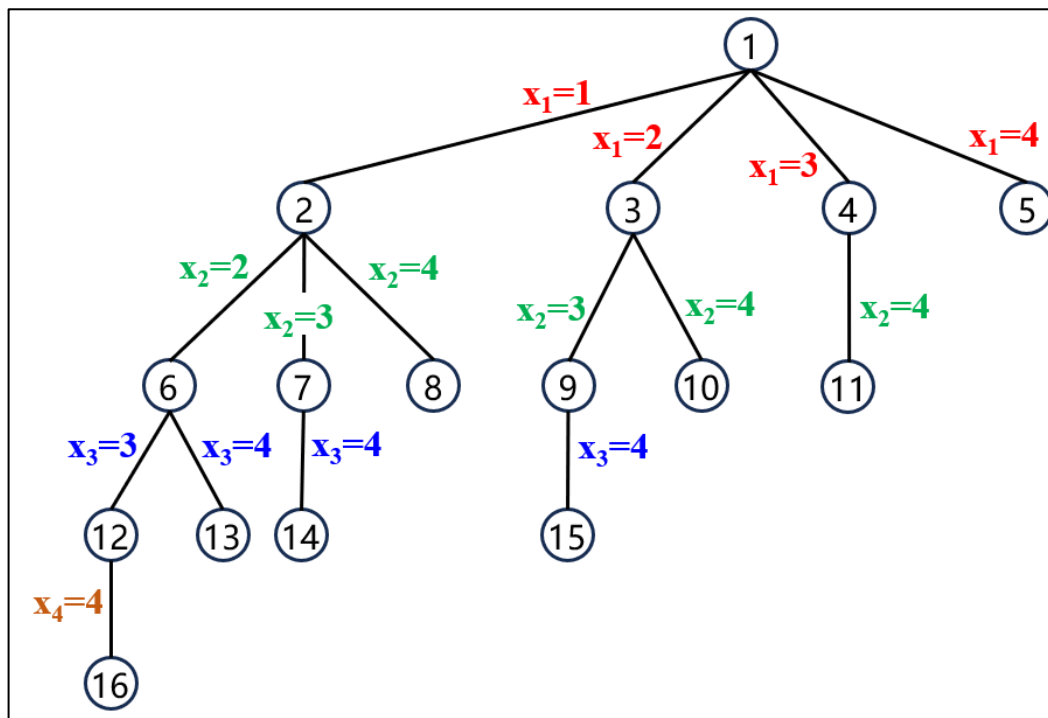 1
x₁=1
x₁=2
x₁=3
x₁=4
2
3
4
5
x₂=2
x₂=3
x₂=4
x₂=3
x₂=4
x₂=4
6
7
8
9
10
11
x₃=3
x₃=4
x₃=4
x₃=4
12
13
14
15
x₄=4
16